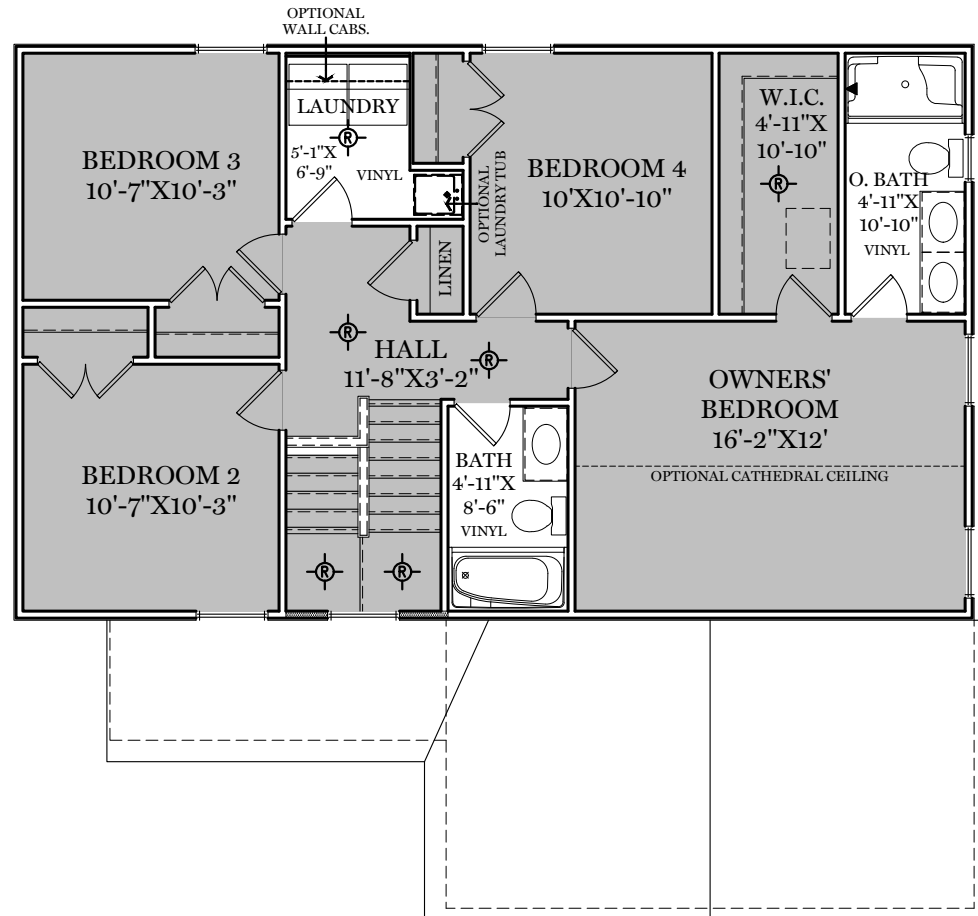 OPTIONAL
WALL CABS.
LAUNDRY
5'-1"X
6'-9"
VINYL
R
BEDROOM 3
10'-7"X10'-3"
OPTIONAL
LAUNDRY TUB
LINEN
BEDROOM 4
10'X10'-10"
W.I.C.
4'-11"X
10'-10"
R
O. BATH
4'-11"X
10'-10"
VINYL
R
HALL
11'-8"X3'-2"
R
OWNERS'
BEDROOM
16'-2"X12'
OPTIONAL CATHEDRAL CEILING
BEDROOM 2
10'-7"X10'-3"
BATH
4'-11"X
8'-6"
VINYL
R
R